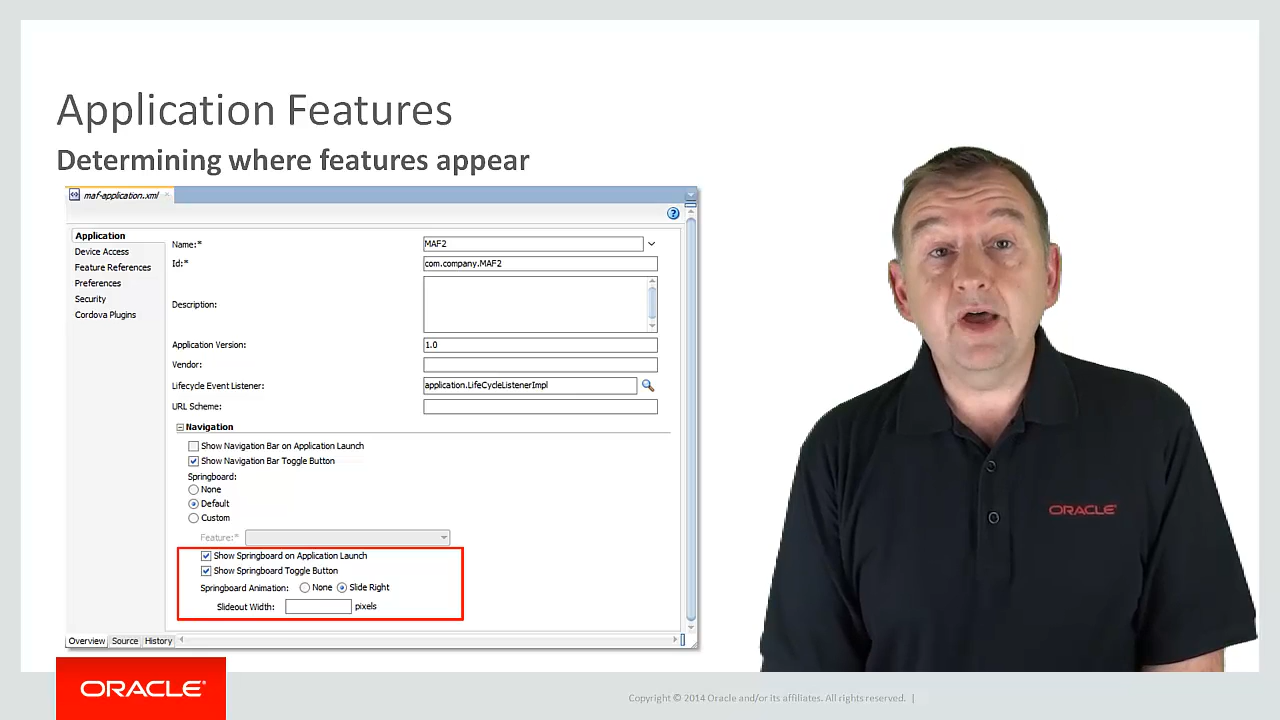 Application Features
Determining where features appear
maf-application.xml
Application
Device Access
Feature References
Preferences
Security
Cordova Plugins
Name:* MAF2
Id:* com.company.MAF2
Description:
Application Version: 1.0
Vendor:
Lifecycle Event Listener: application.LifeCycleListenerImpl
URL Scheme:
Navigation
Show Navigation Bar on Application Launch
Show Navigation Bar Toggle Button
Springboard:
None
Default
Custom
Feature:*
Show Springboard on Application Launch
Show Springboard Toggle Button
Springboard Animation: None Slide Right
Slideout Width: pixels
Overview Source History
ORACLE
ORACLE
Copyright © 2014 Oracle and/or its affiliates. All rights reserved. |